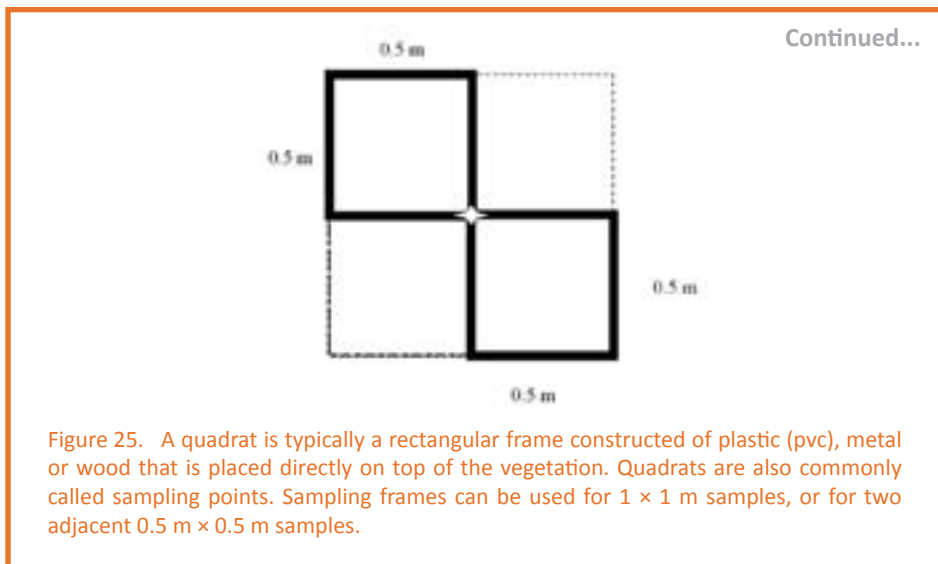 Continued...
0.5 m
0.5 m
0.5 m
0.5 m
Figure 25. A quadrat is typically a rectangular frame constructed of plastic (pvc), metal
or wood that is placed directly on top of the vegetation. Quadrats are also commonly
called sampling points. Sampling frames can be used for 1 × 1 m samples, or for two
adjacent 0.5 m × 0.5 m samples.